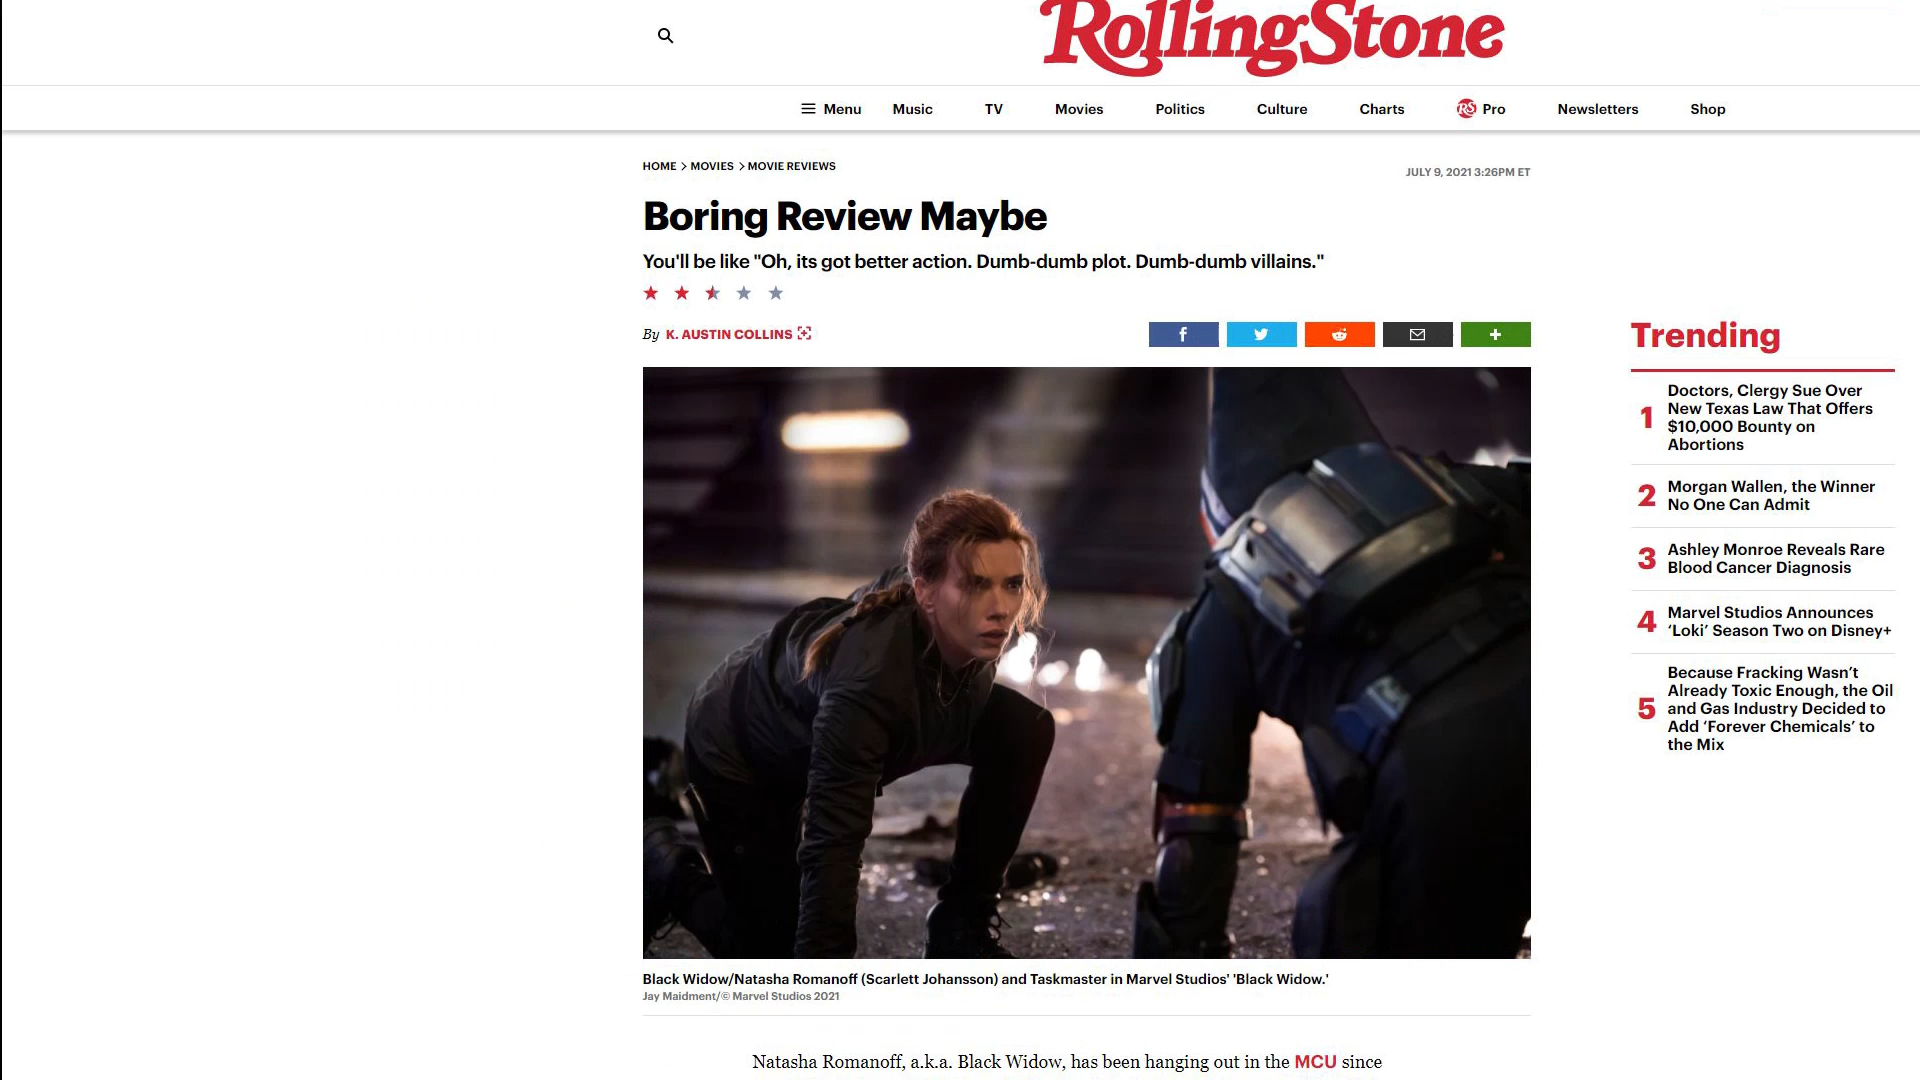 RollingStone
Menu
Music
TV
Movies
Politics
Culture
Charts
RS Pro
Newsletters
Shop
HOME > MOVIES > MOVIE REVIEWS
JULY 9, 2021 3:26PM ET
Boring Review Maybe
You'll be like "Oh, its got better action. Dumb-dumb plot. Dumb-dumb villains."
By K. AUSTIN COLLINS
Black Widow/Natasha Romanoff (Scarlett Johansson) and Taskmaster in Marvel Studios' 'Black Widow.'
Jay Maidment/© Marvel Studios 2021
Natasha Romanoff, a.k.a. Black Widow, has been hanging out in the MCU since
Trending
1
Doctors, Clergy Sue Over
New Texas Law That Offers
$10,000 Bounty on
Abortions
2
Morgan Wallen, the Winner
No One Can Admit
3
Ashley Monroe Reveals Rare
Blood Cancer Diagnosis
4
Marvel Studios Announces
‘Loki’ Season Two on Disney+
5
Because Fracking Wasn’t
Already Toxic Enough, the Oil
and Gas Industry Decided to
Add ‘Forever Chemicals’ to
the Mix